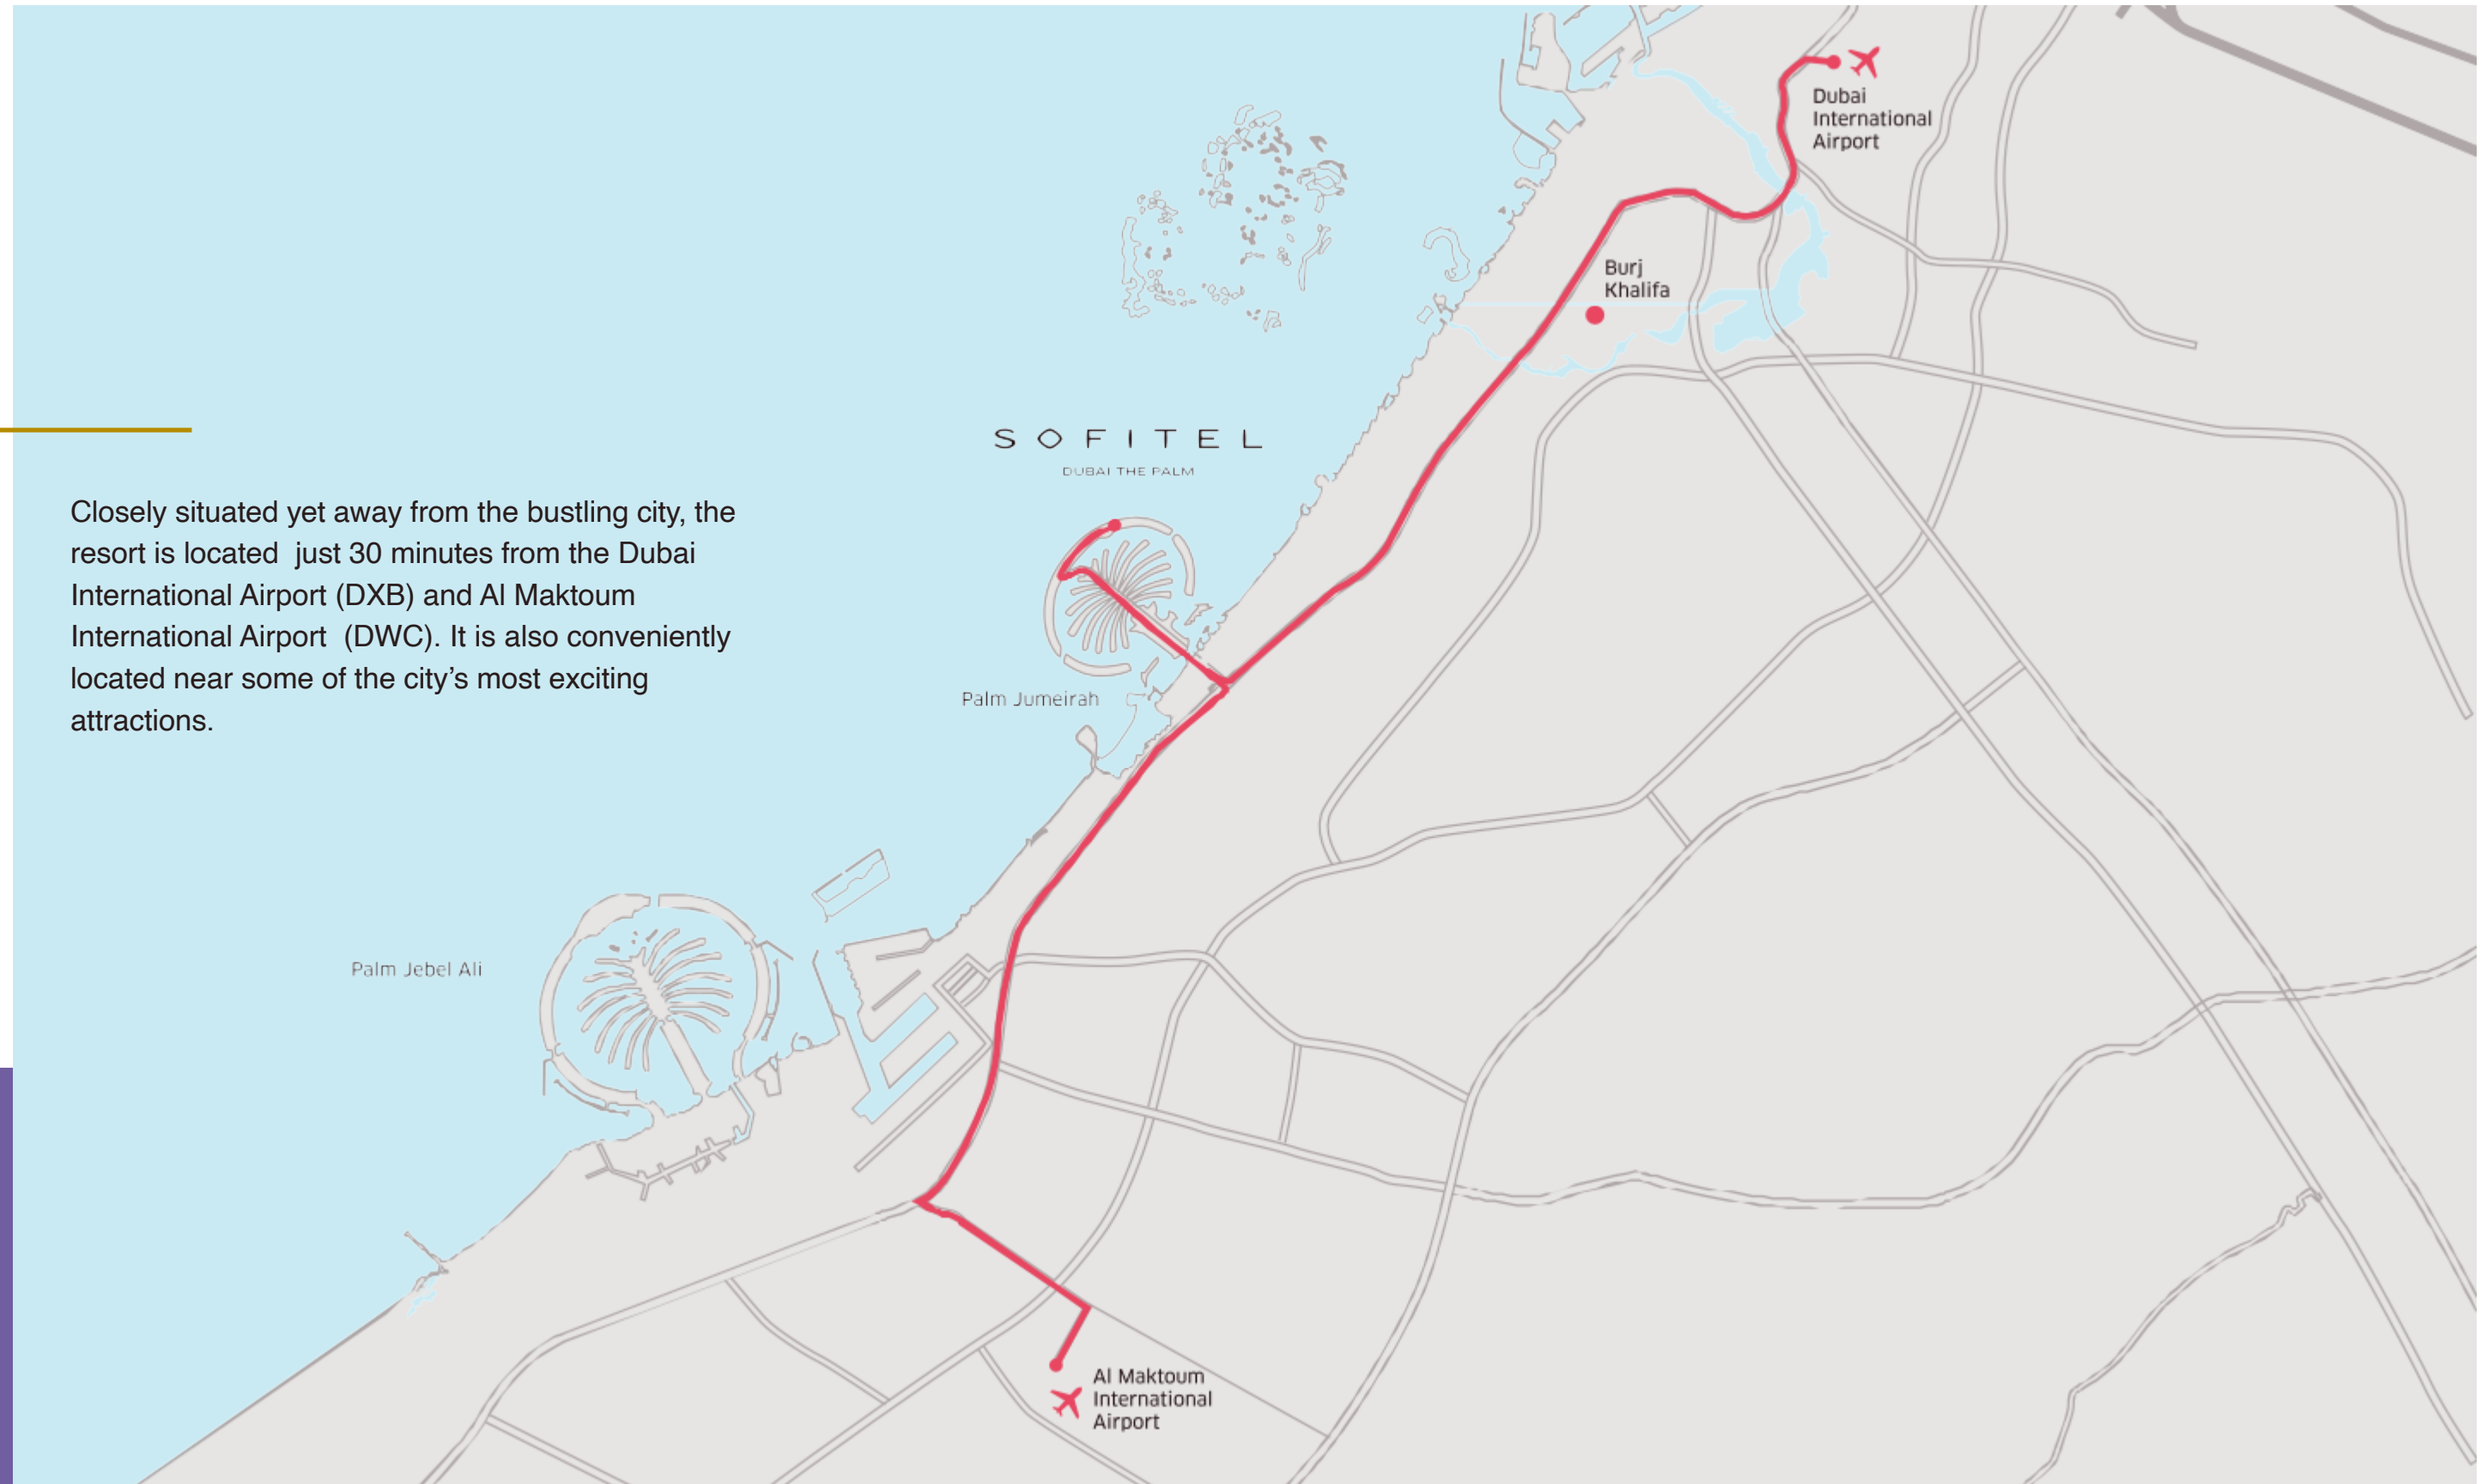 Dubai
International
Airport
Burj
Khalifa
SOFITEL
DUBAI THE PALM
Closely situated yet away from the bustling city, the
resort is located  just 30 minutes from the Dubai
International Airport (DXB) and Al Maktoum
International Airport  (DWC). It is also conveniently
located near some of the city’s most exciting
attractions.
Palm Jumeirah
Palm Jebel Ali
Al Maktoum
International
Airport